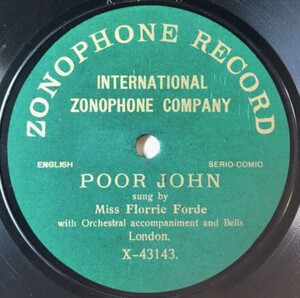 ZONOPHONE RECORD
INTERNATIONAL
ZONOPHONE COMPANY
ENGLISH SERIO-COMIC.
POOR JOHN
sung by
Miss Florrie Forde
with Orchestral accompaniment and Bells
London.
X-43143.